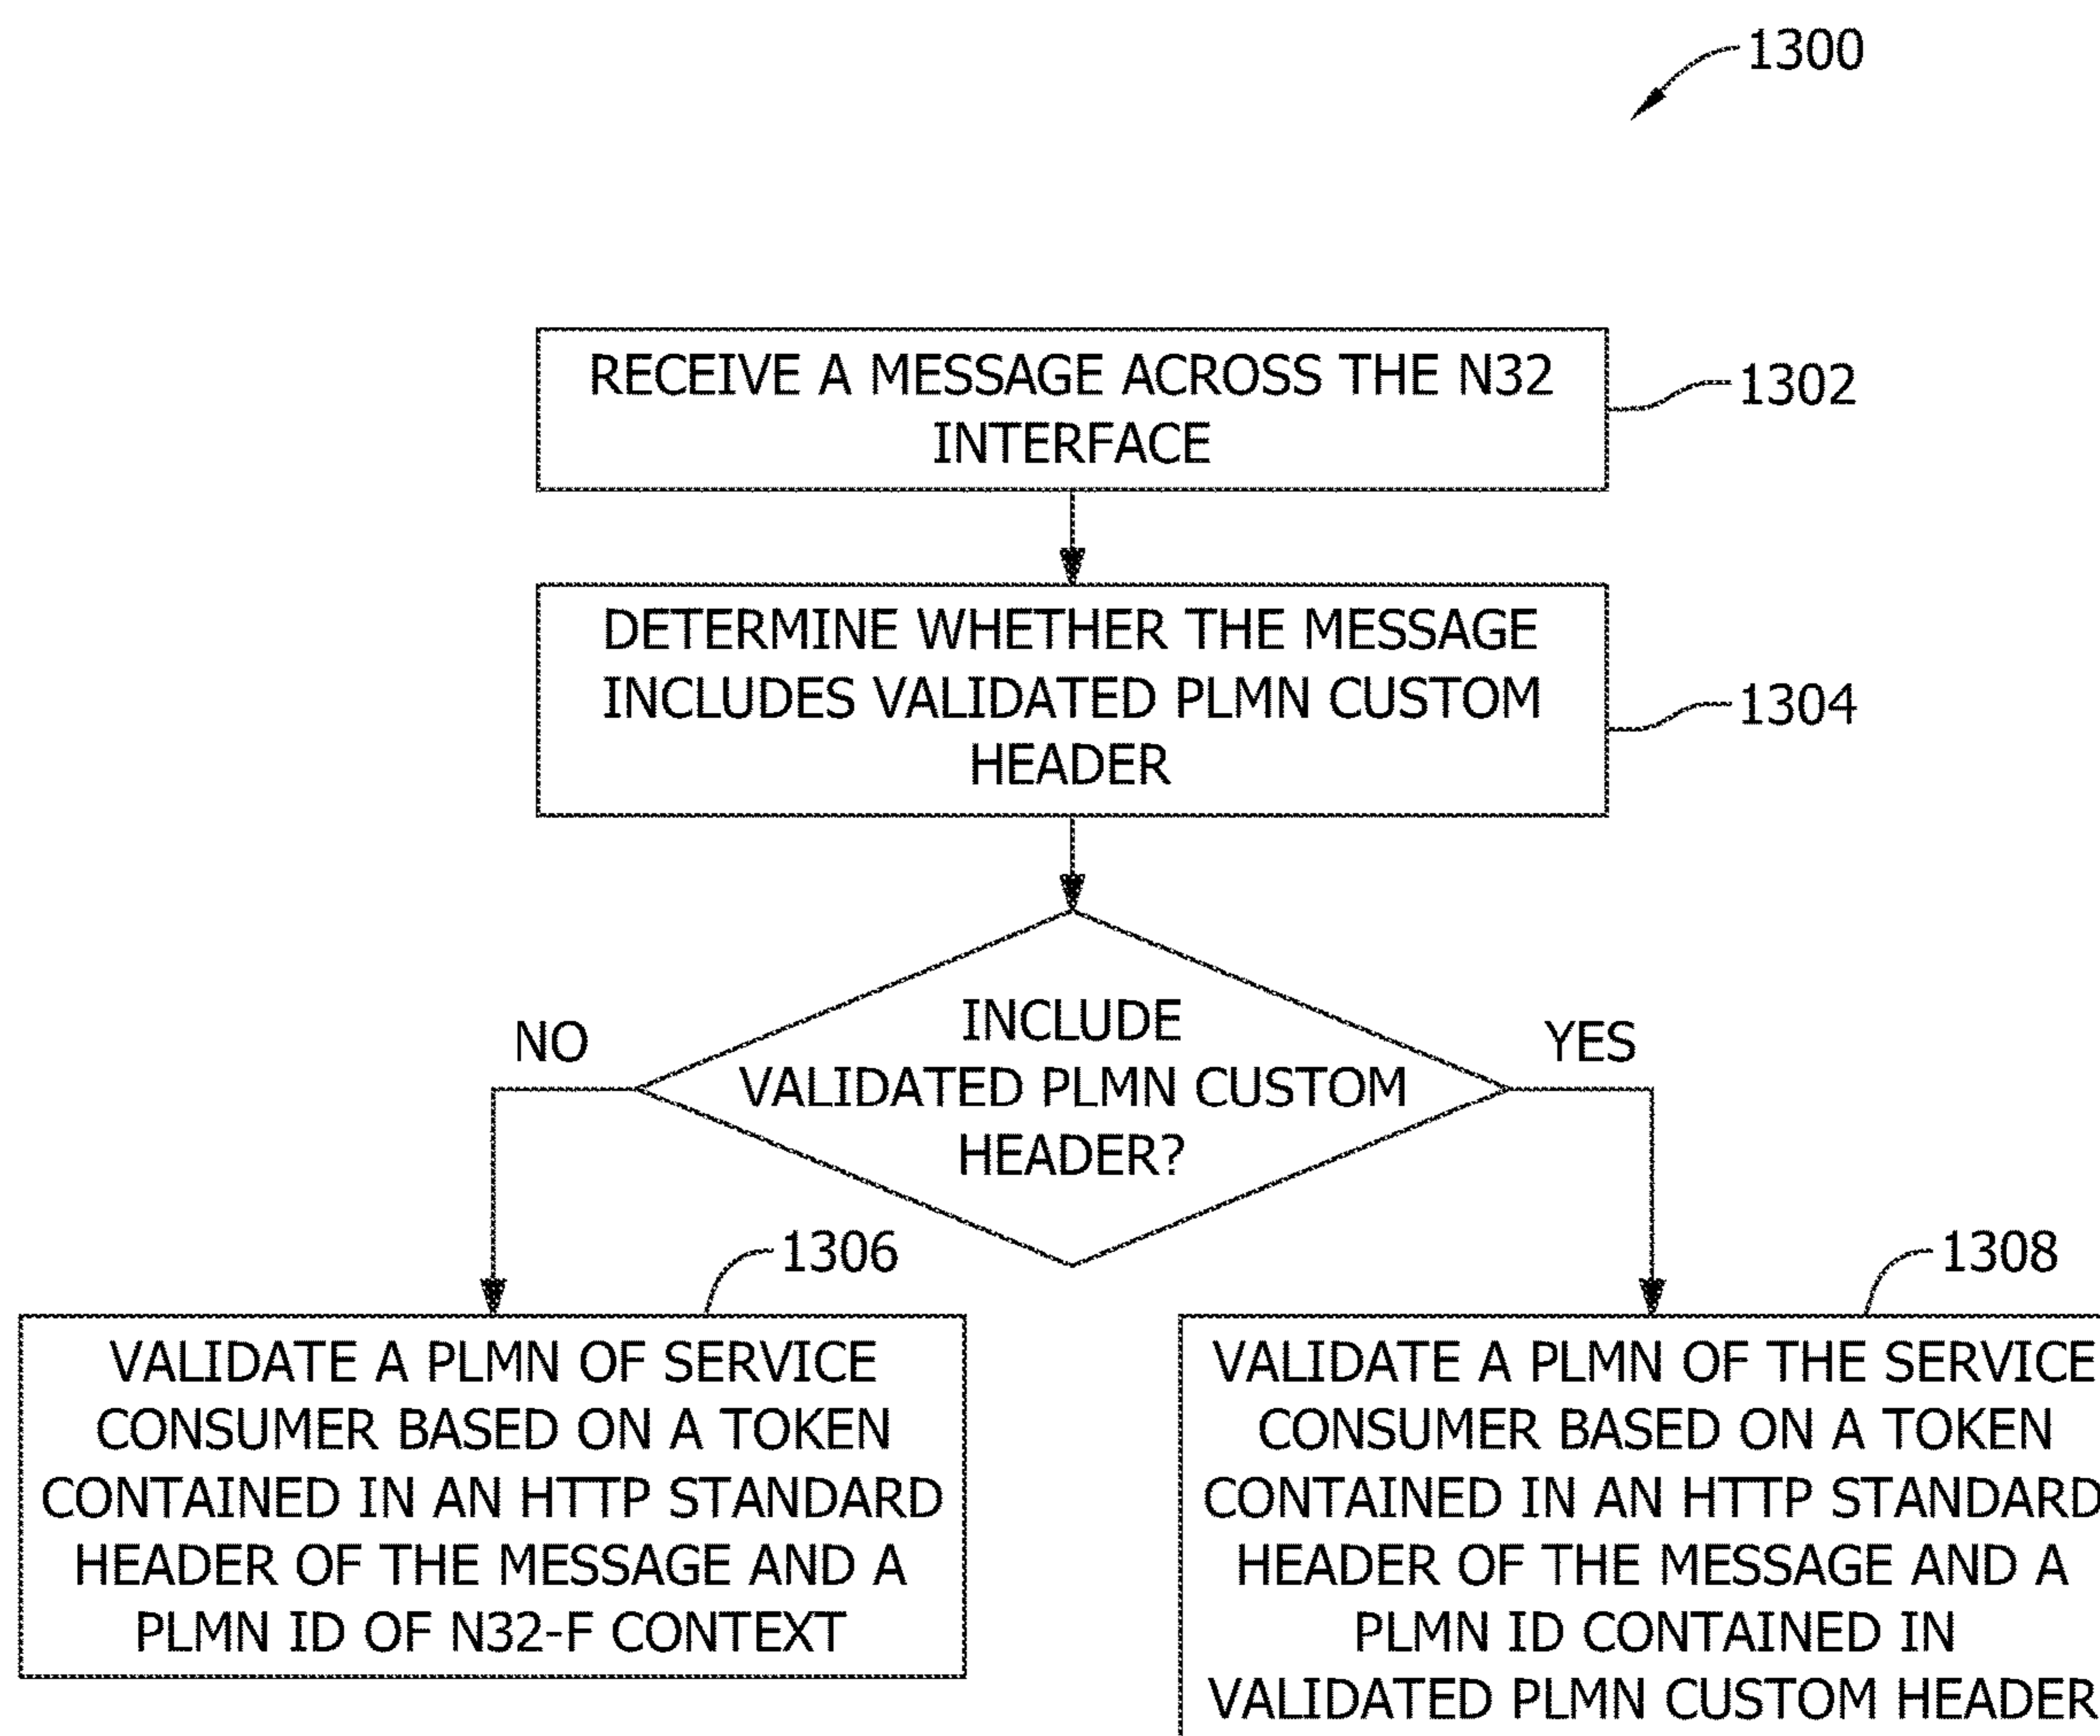 1300
RECEIVE A MESSAGE ACROSS THE N32
INTERFACE
1302
DETERMINE WHETHER THE MESSAGE
INCLUDES VALIDATED PLMN CUSTOM
HEADER
1304
INCLUDE
VALIDATED PLMN CUSTOM
HEADER?
NO
YES
1306
VALIDATE A PLMN OF SERVICE
CONSUMER BASED ON A TOKEN
CONTAINED IN AN HTTP STANDARD
HEADER OF THE MESSAGE AND A
PLMN ID OF N32-F CONTEXT
1308
VALIDATE A PLMN OF THE SERVICE
CONSUMER BASED ON A TOKEN
CONTAINED IN AN HTTP STANDARD
HEADER OF THE MESSAGE AND A
PLMN ID CONTAINED IN
VALIDATED PLMN CUSTOM HEADER